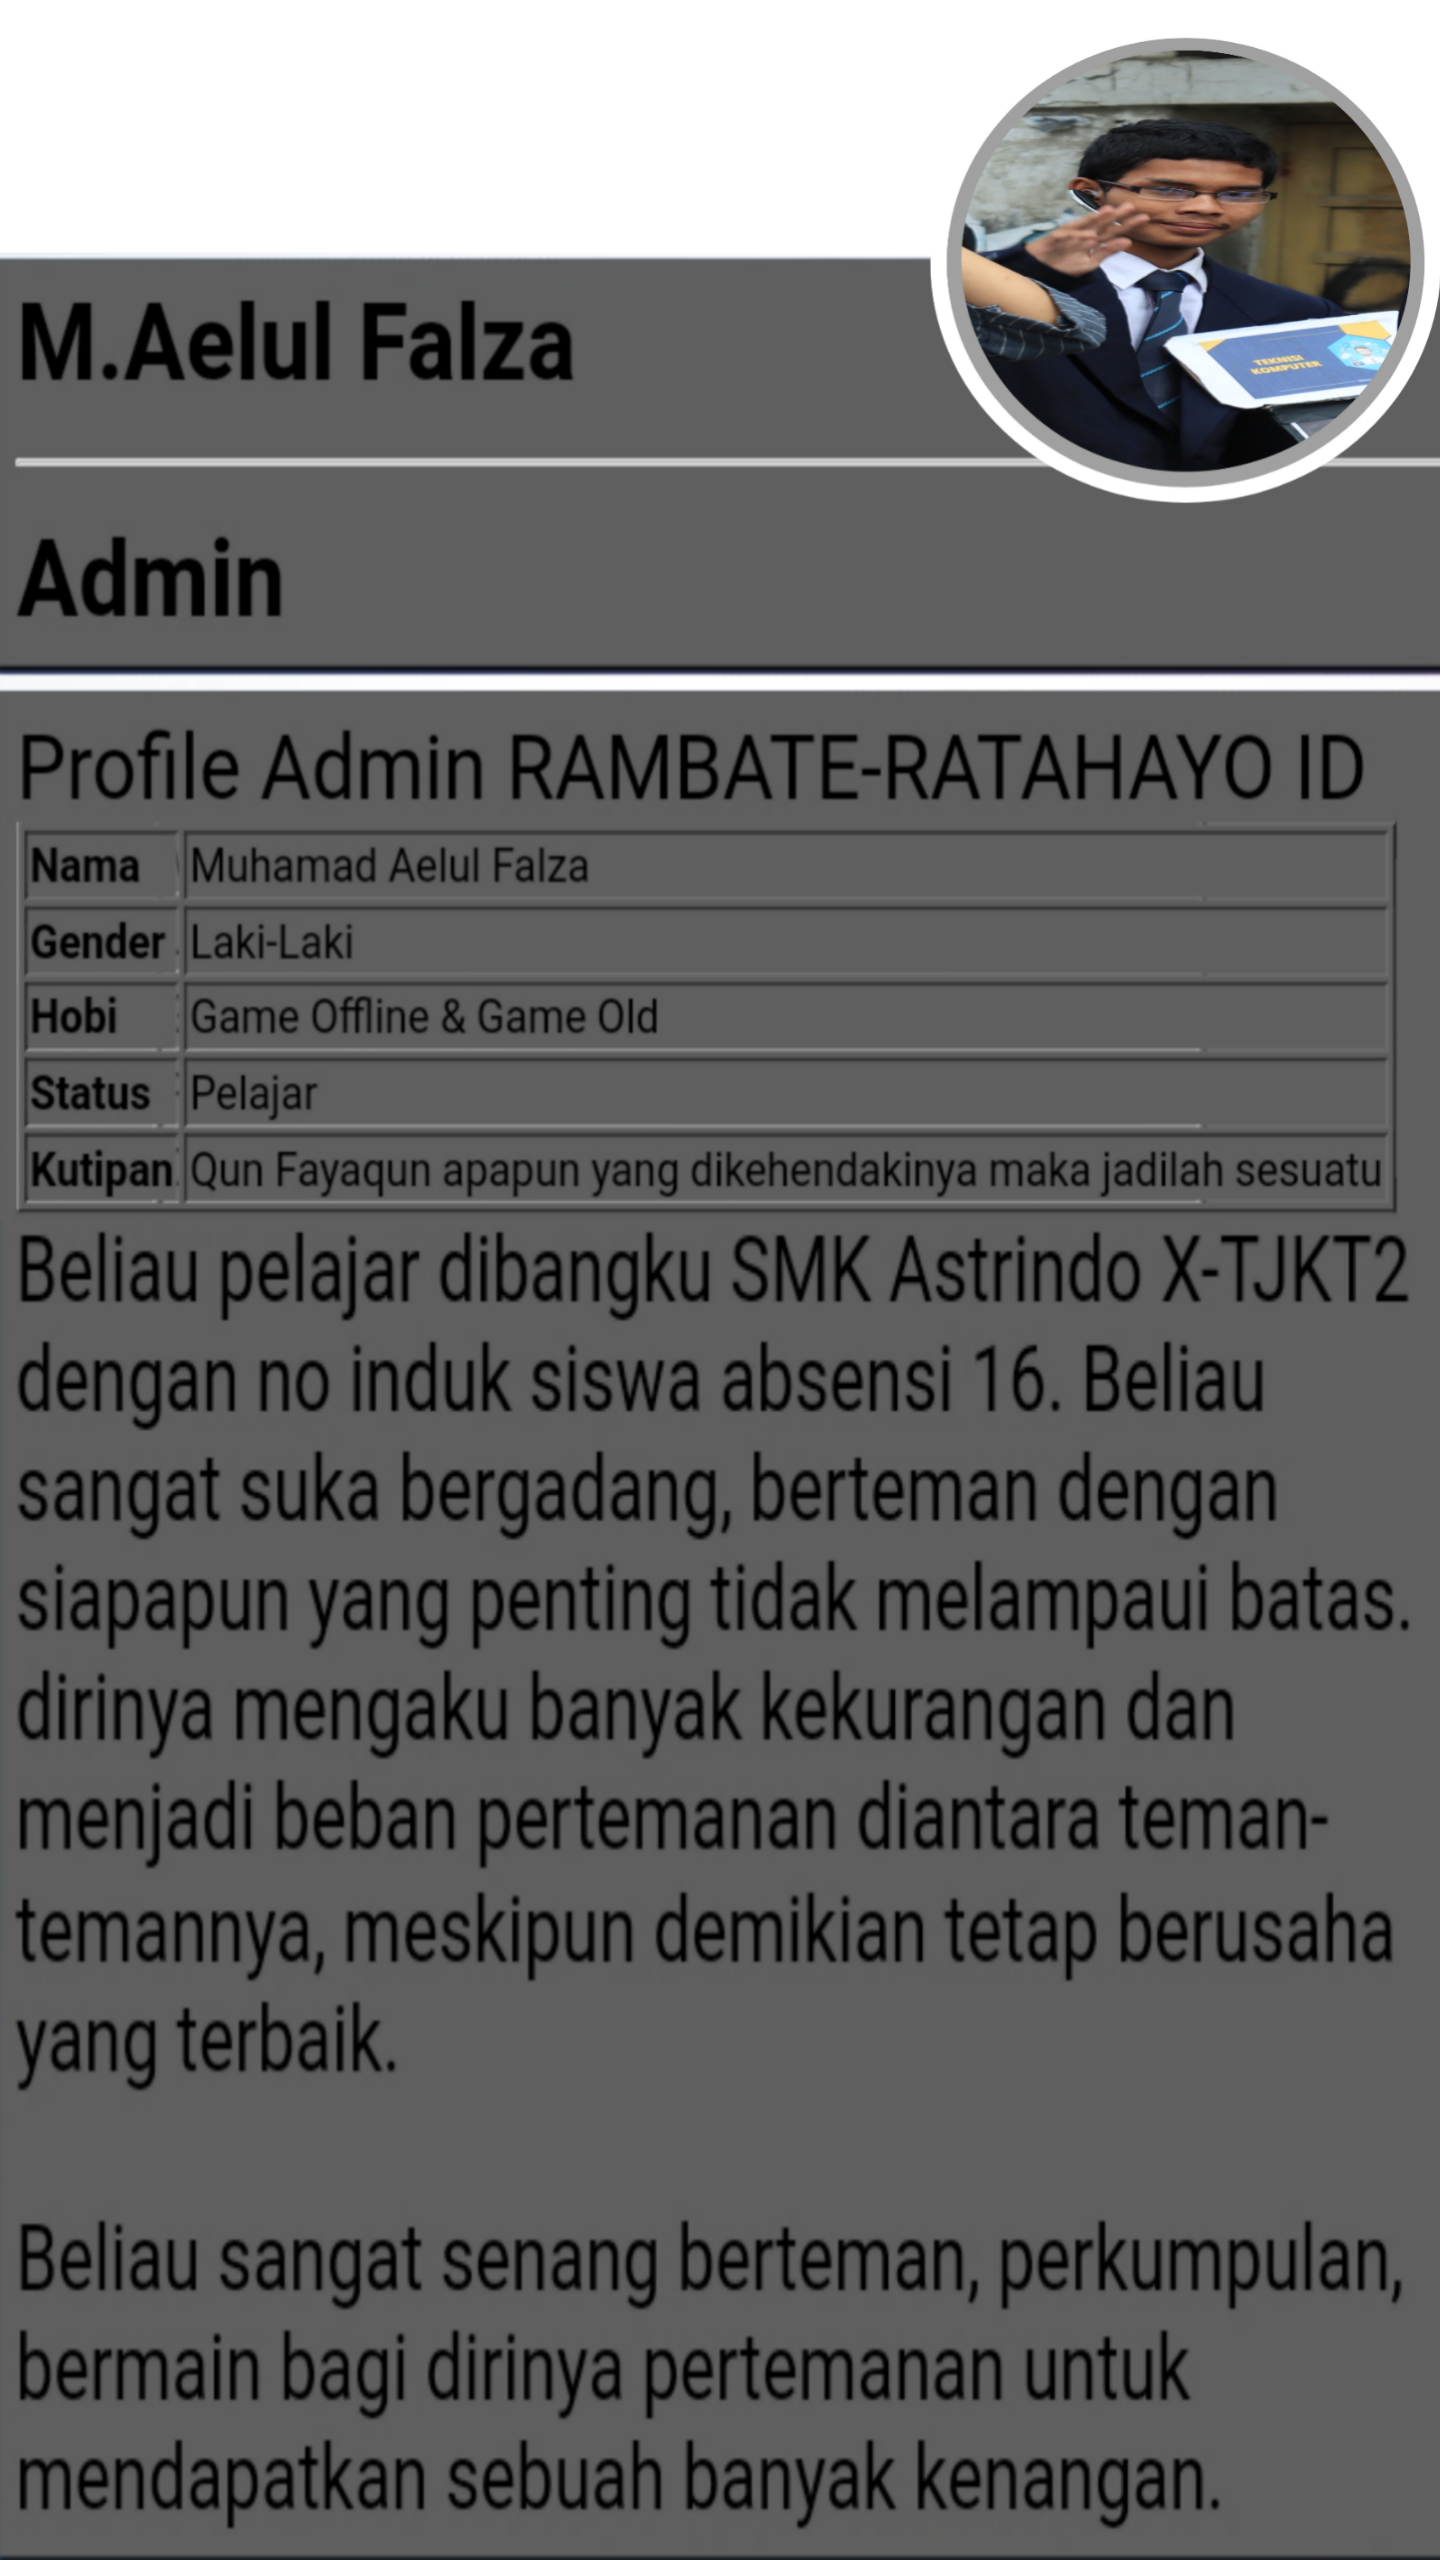 TEKNISI
KOMPUTER
M.Aelul Falza
Admin
Profile Admin RAMBATE-RATAHAYO ID
Nama Muhamad Aelul Falza
Gender Laki-Laki
Hobi Game Offline & Game Old
Status Pelajar
Kutipan Qun Fayaqun apapun yang dikehendakinya maka jadilah sesuatu
Beliau pelajar dibangku SMK Astrindo X-TJKT2
dengan no induk siswa absensi 16. Beliau
sangat suka bergadang, berteman dengan
siapapun yang penting tidak melampaui batas.
dirinya mengaku banyak kekurangan dan
menjadi beban pertemanan diantara teman-
temannya, meskipun demikian tetap berusaha
yang terbaik.
Beliau sangat senang berteman, perkumpulan,
bermain bagi dirinya pertemanan untuk
mendapatkan sebuah banyak kenangan.